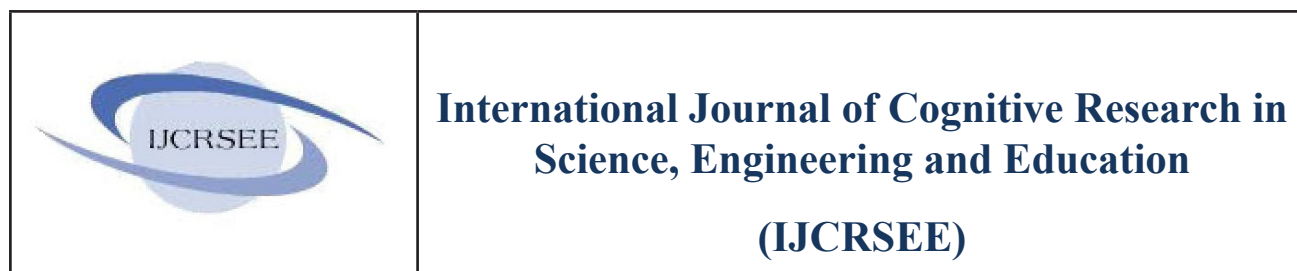 IJCRSEE
International Journal of Cognitive Research in
Science, Engineering and Education
(IJCRSEE)